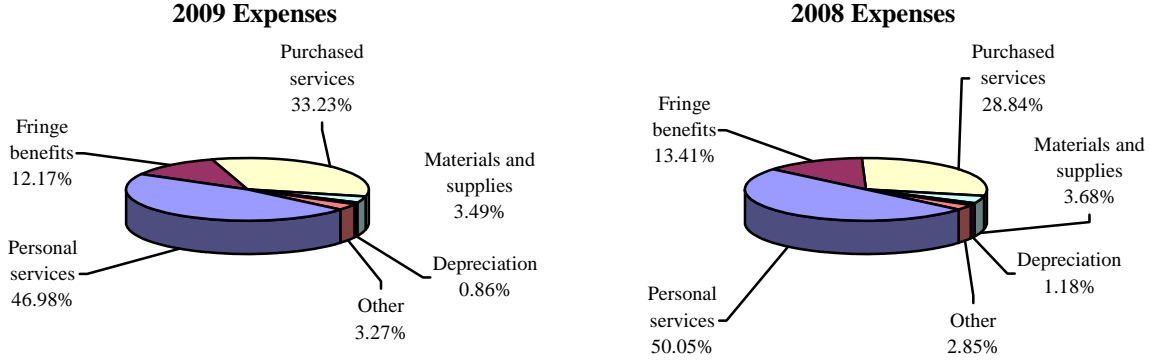 2009 Expenses
Purchased
services
33.23%
Fringe
benefits
12.17%
Materials and
supplies
3.49%
Personal
services
46.98%
Depreciation
0.86%
Other
3.27%
2008 Expenses
Purchased
services
28.84%
Fringe
benefits
13.41%
Materials and
supplies
3.68%
Depreciation
1.18%
Personal
services
50.05%
Other
2.85%